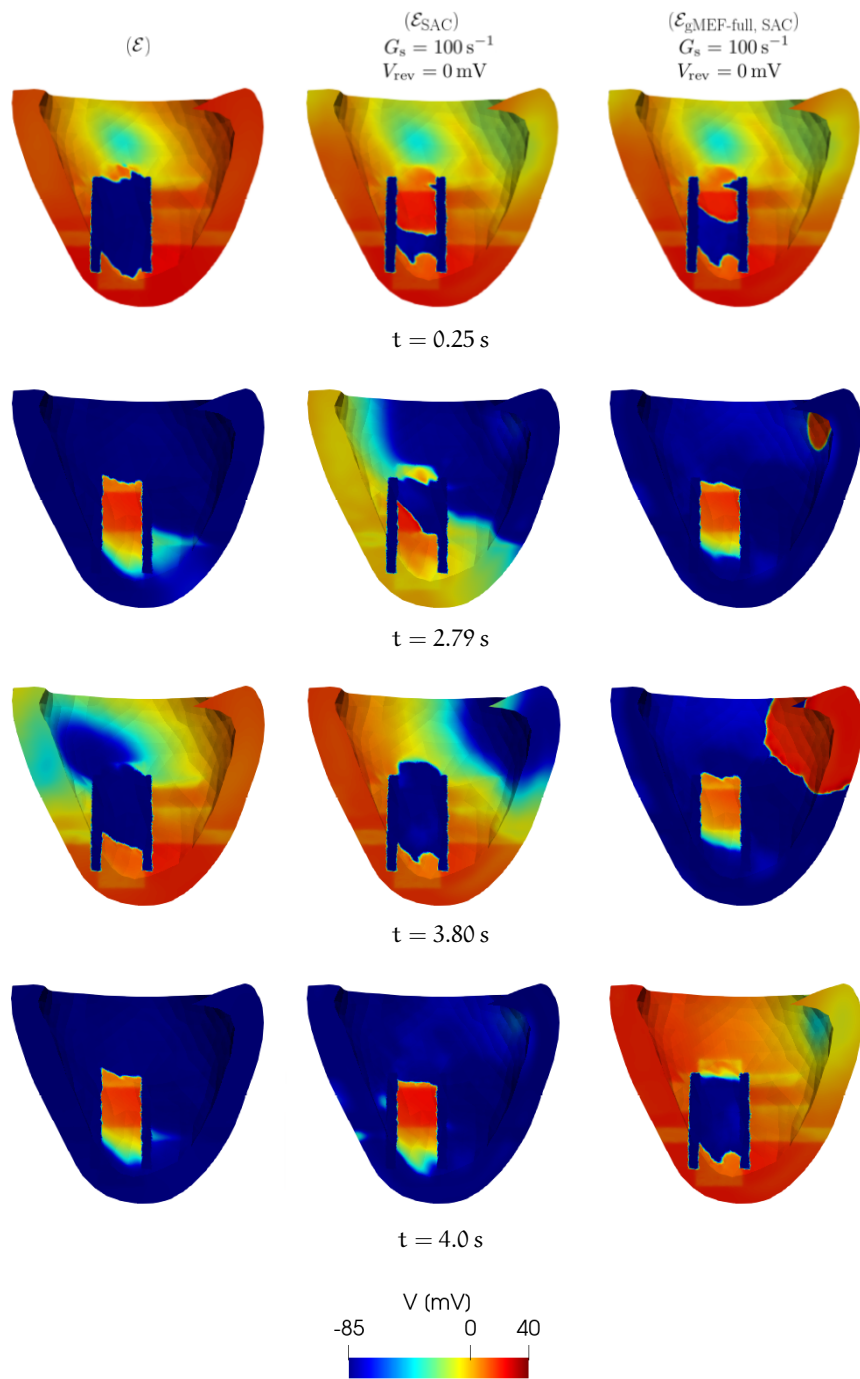 (ℰ)
(ℰ_SAC)
G_s = 100 s⁻¹
V_rev = 0 mV
(ℰ_gMEF-full, SAC)
G_s = 100 s⁻¹
V_rev = 0 mV
t = 0.25 s
t = 2.79 s
t = 3.80 s
t = 4.0 s
V (mV)
-85 0 40